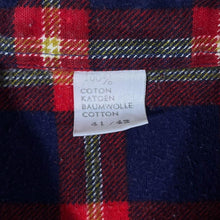 100%
COTON
KATOEN
BAUMWOLLE
COTTON
41/42